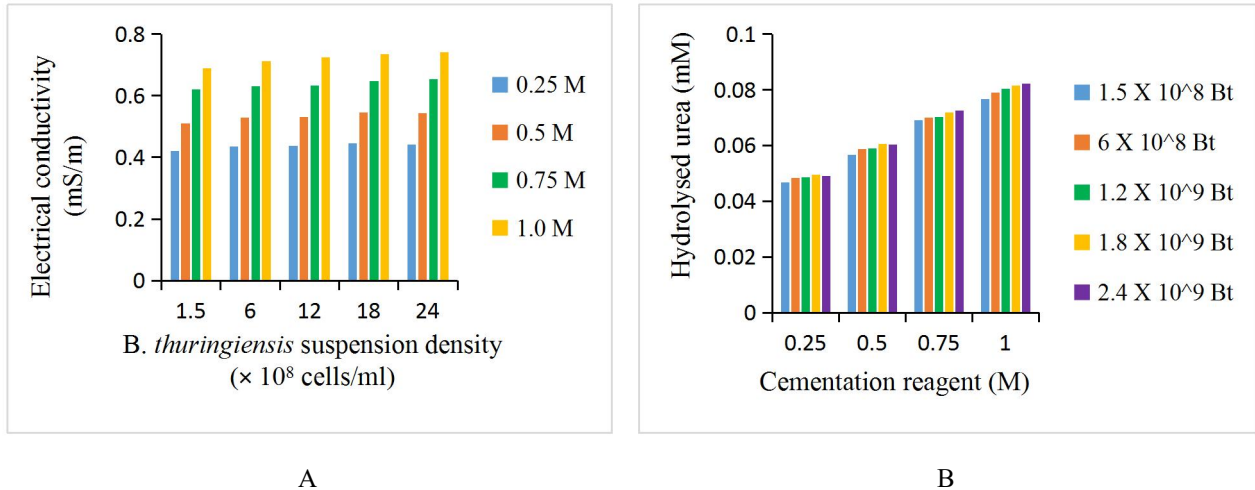 Electrical conductivity
(mS/m)
0.8
0.6
0.4
0.2
0
1.5 6 12 18 24
B. thuringiensis suspension density
(× 10⁸ cells/ml)
0.25 M
0.5 M
0.75 M
1.0 M
A
Hydrolysed urea (mM)
0.1
0.08
0.06
0.04
0.02
0
0.25 0.5 0.75 1
Cementation reagent (M)
1.5 X 10^8 Bt
6 X 10^8 Bt
1.2 X 10^9 Bt
1.8 X 10^9 Bt
2.4 X 10^9 Bt
B